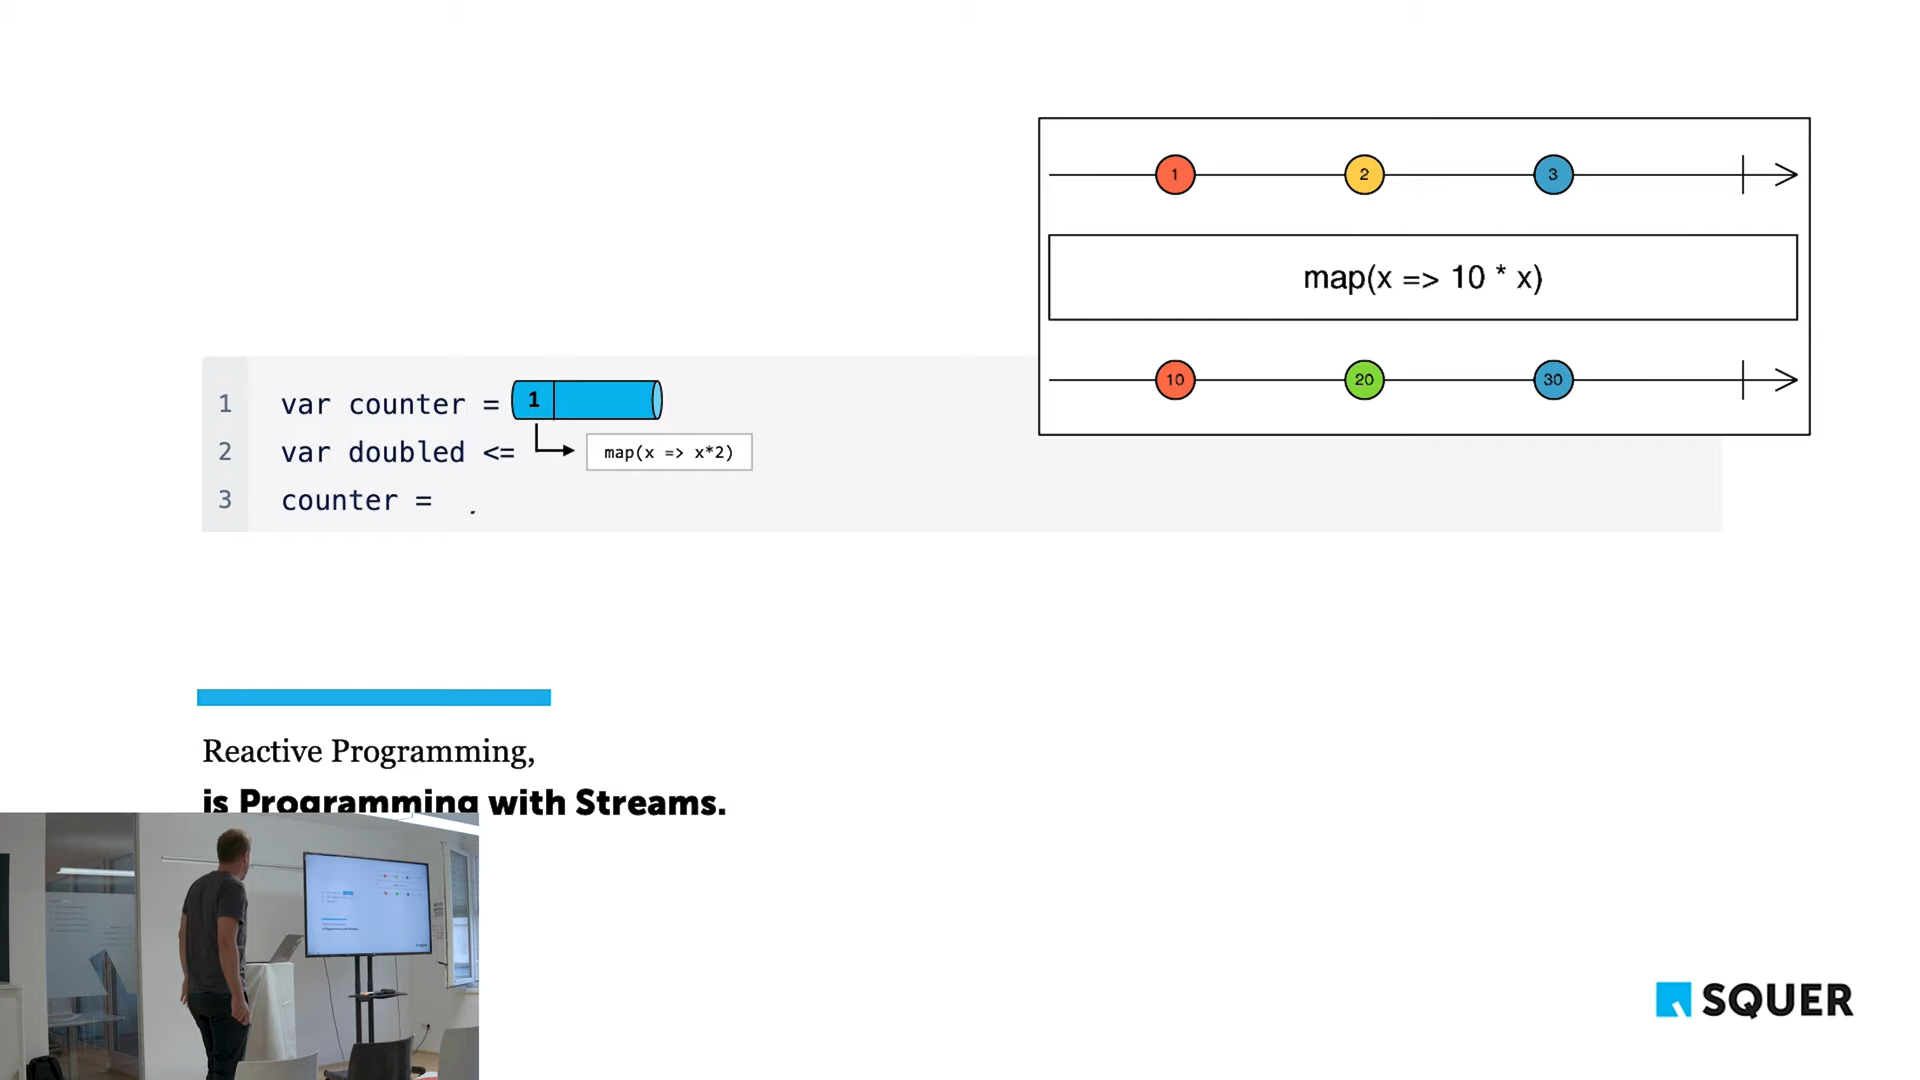 1 2 3
map(x => 10 * x)
10 20 30
1 var counter = 1
2 var doubled <= map(x => x*2)
3 counter =
Reactive Programming,
is Programming with Streams.
SQUER